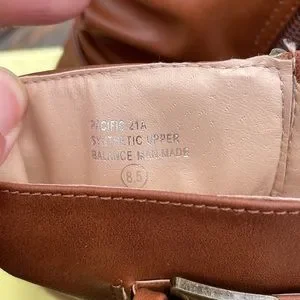 PACIFIC 21A
SYNTHETIC UPPER
BALANCE MAN-MADE
8.5